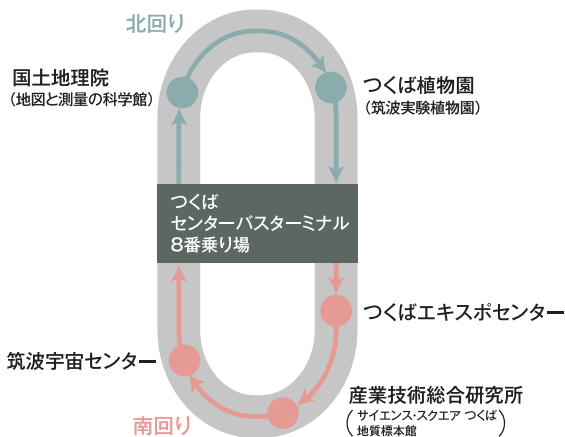 北回り
国土地理院
（地図と測量の科学館）
つくば植物園
（筑波実験植物園）
つくば
センターバスターミナル
8番乗り場
つくばエキスポセンター
筑波宇宙センター
産業技術総合研究所
（サイエンス・スクエア つくば
地質標本館）
南回り